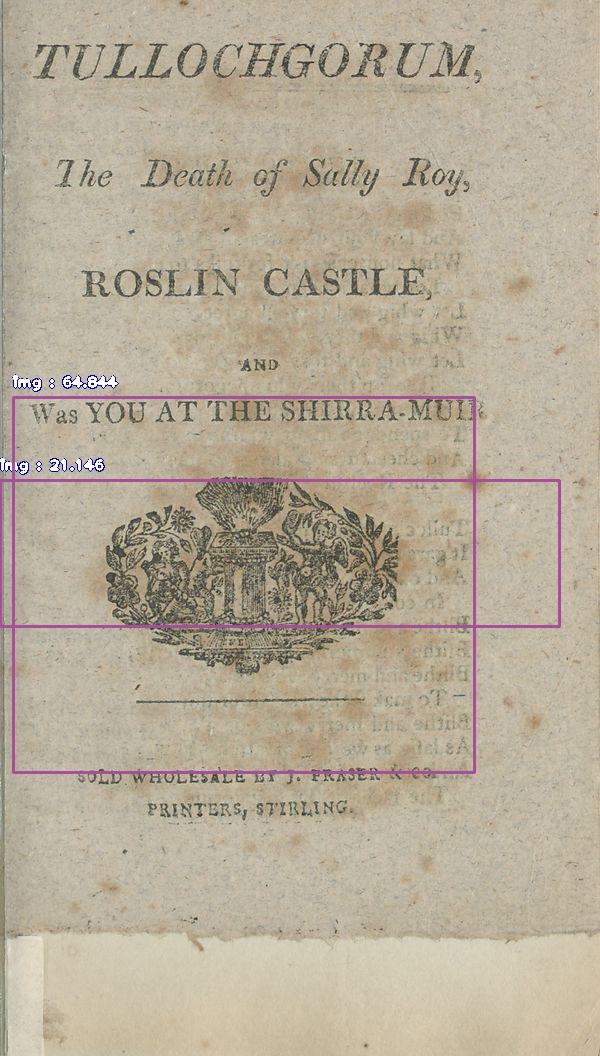 TULLOCHGORUM,
The Death of Sally Roy,
ROSLIN CASTLE,
AND
img : 64.844
Was YOU AT THE SHIRRA-MUIR
img : 21.146
SOLD WHOLESALE BY J. FRASER & CO.
PRINTERS, STIRLING.